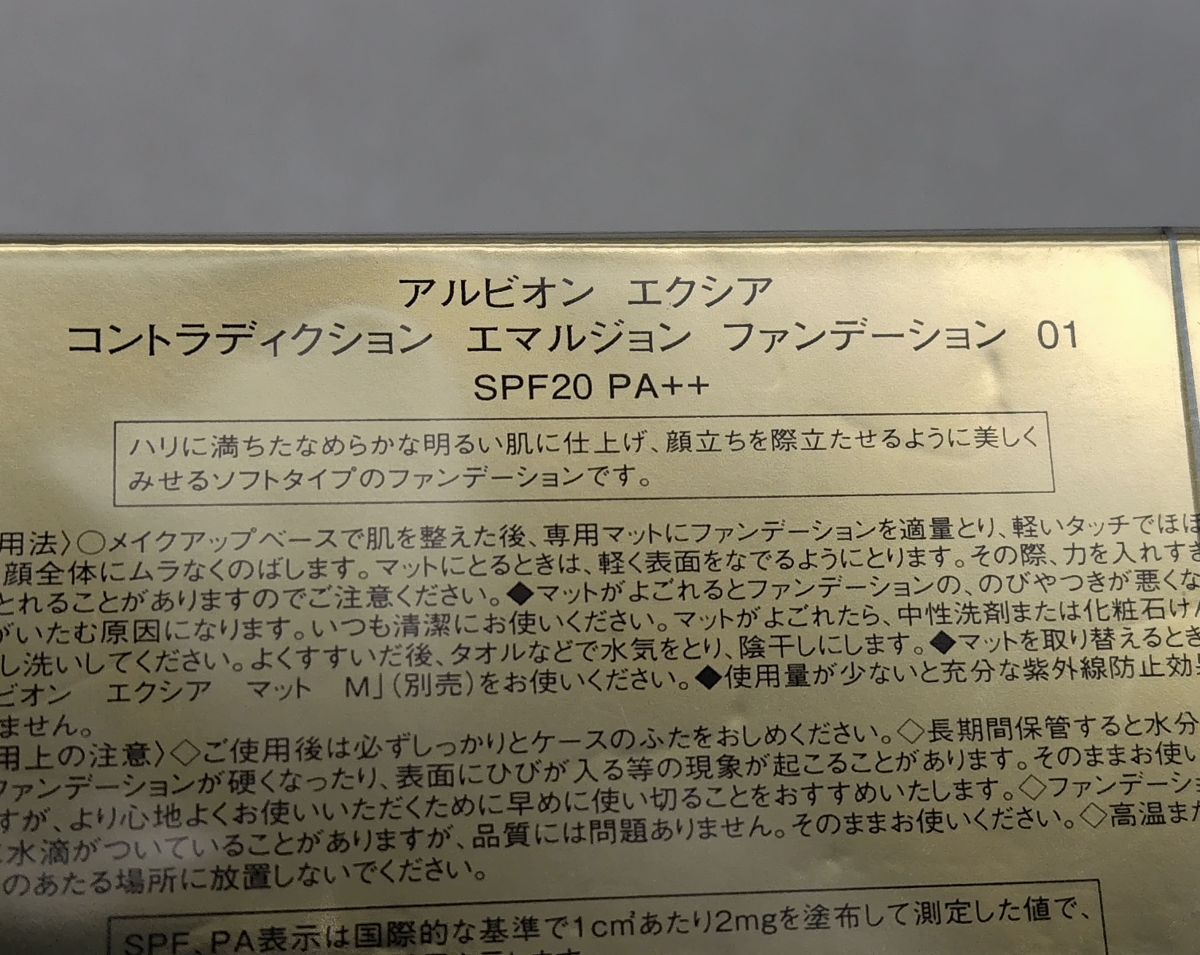 アルビオン エクシア
コントラディクション エマルジョン ファンデーション 01
SPF20 PA++
ハリに満ちたなめらかな明るい肌に仕上げ、顔立ちを際立たせるように美しく
みせるソフトタイプのファンデーションです。
用法〉○メイクアップベースで肌を整えた後、専用マットにファンデーションを適量とり、軽いタッチでほほ
顔全体にムラなくのばします。マットにとるときは、軽く表面をなでるようにとります。その際、力を入れすぎ
とれることがありますのでご注意ください。◆マットがよごれるとファンデーションの、のびやつきが悪くな
がいたむ原因になります。いつも清潔にお使いください。マットがよごれたら、中性洗剤または化粧石けん
し洗いしてください。よくすすいだ後、タオルなどで水気をとり、陰干しにします。◆マットを取り替えるとき
ビオン エクシア マット M」(別売)をお使いください。◆使用量が少ないと充分な紫外線防止効果
ません。
用上の注意〉◇ご使用後は必ずしっかりとケースのふたをおしめください。◇長期間保管すると水分
ファンデーションが硬くなったり、表面にひびが入る等の現象が起こることがあります。そのままお使い
すが、より心地よくお使いいただくために早めに使い切ることをおすすめいたします。◇ファンデーショ
水滴がついていることがありますが、品質には問題ありません。そのままお使いください。◇高温また
のあたる場所に放置しないでください。
SPF、PA表示は国際的な基準で1c㎡あたり2mgを塗布して測定した値で、